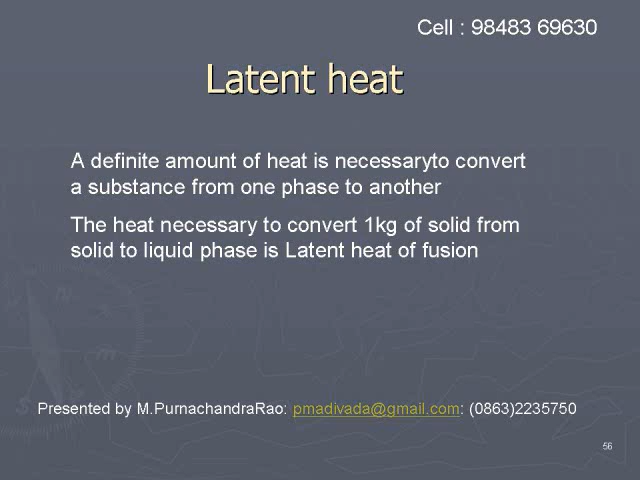 Cell : 98483 69630
Latent heat
A definite amount of heat is necessaryto convert
a substance from one phase to another
The heat necessary to convert 1kg of solid from
solid to liquid phase is Latent heat of fusion
Presented by M.PurnachandraRao: pmadivada@gmail.com: (0863)2235750
56